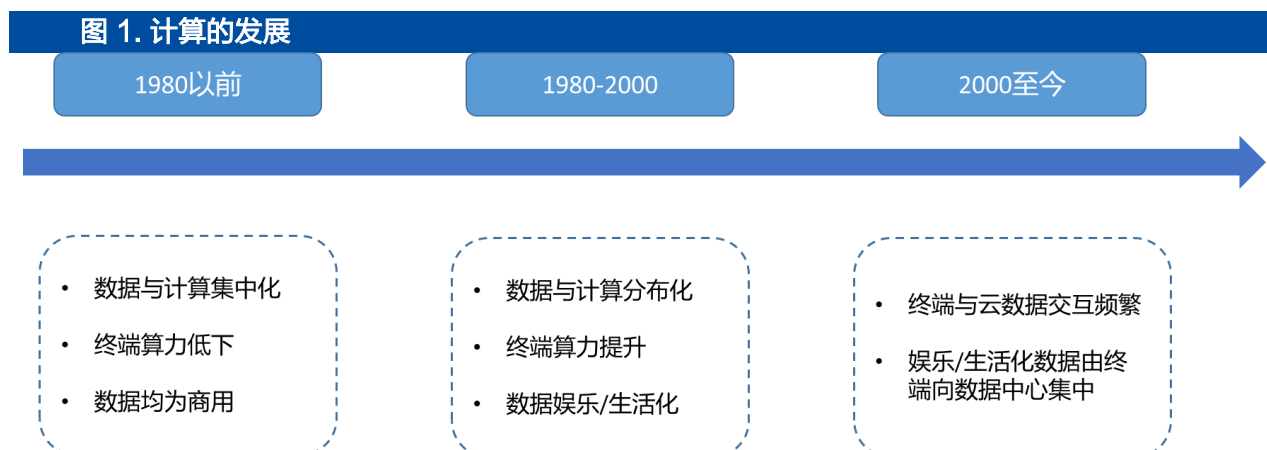 图 1. 计算的发展
1980以前
1980-2000
2000至今
• 数据与计算集中化
• 终端算力低下
• 数据均为商用
• 数据与计算分布化
• 终端算力提升
• 数据娱乐/生活化
• 终端与云数据交互频繁
• 娱乐/生活化数据由终
端向数据中心集中